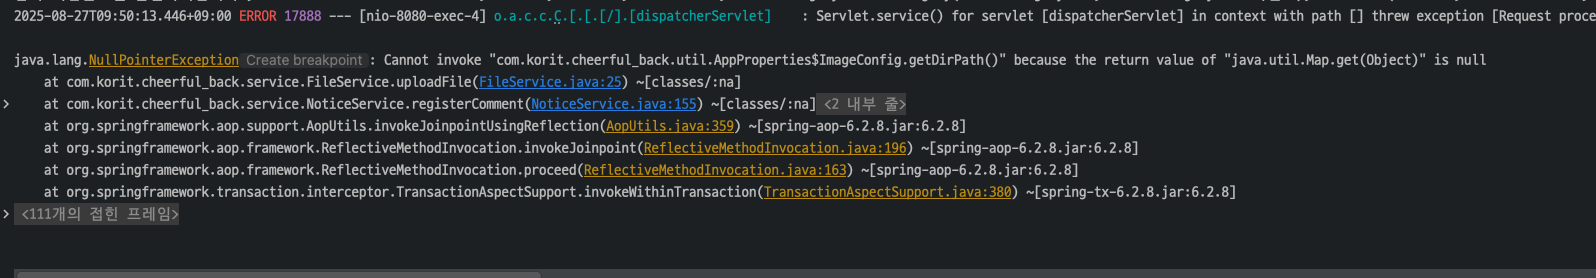 2025-08-27T09:50:13.446+09:00 ERROR 17888 --- [nio-8080-exec-4] o.a.c.c.C.[.[.[/].[dispatcherServlet]    : Servlet.service() for servlet [dispatcherServlet] in context with path [] threw exception [Request proce
java.lang.NullPointerException Create breakpoint : Cannot invoke "com.korit.cheerful_back.util.AppProperties$ImageConfig.getDirPath()" because the return value of "java.util.Map.get(Object)" is null
at com.korit.cheerful_back.service.FileService.uploadFile(FileService.java:25) ~[classes/:na]
at com.korit.cheerful_back.service.NoticeService.registerComment(NoticeService.java:155) ~[classes/:na] <2 내부 줄>
at org.springframework.aop.support.AopUtils.invokeJoinpointUsingReflection(AopUtils.java:359) ~[spring-aop-6.2.8.jar:6.2.8]
at org.springframework.aop.framework.ReflectiveMethodInvocation.invokeJoinpoint(ReflectiveMethodInvocation.java:196) ~[spring-aop-6.2.8.jar:6.2.8]
at org.springframework.aop.framework.ReflectiveMethodInvocation.proceed(ReflectiveMethodInvocation.java:163) ~[spring-aop-6.2.8.jar:6.2.8]
at org.springframework.transaction.interceptor.TransactionAspectSupport.invokeWithinTransaction(TransactionAspectSupport.java:380) ~[spring-tx-6.2.8.jar:6.2.8]
<111개의 접힌 프레임>